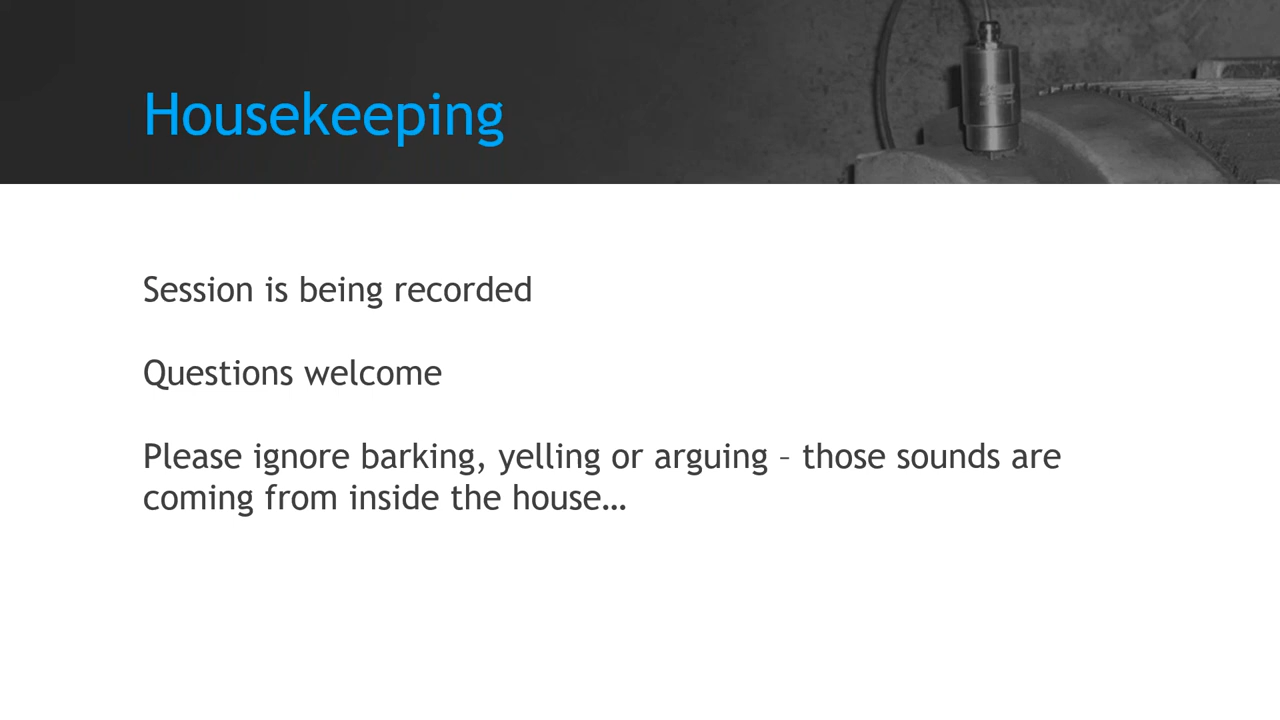 Housekeeping
Session is being recorded
Questions welcome
Please ignore barking, yelling or arguing – those sounds are
coming from inside the house…